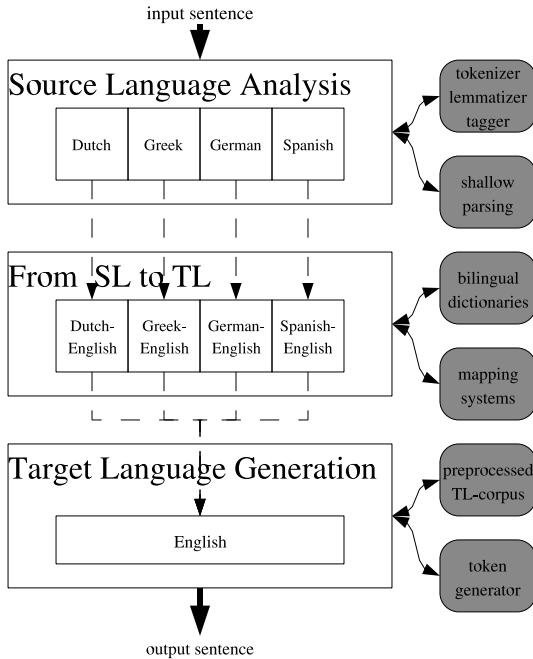 input sentence
Source Language Analysis
Dutch
Greek
German
Spanish
tokenizer
lemmatizer
tagger
shallow
parsing
From SL to TL
Dutch-
English
Greek-
English
German-
English
Spanish-
English
bilingual
dictionaries
mapping
systems
Target Language Generation
English
preprocessed
TL-corpus
token
generator
output sentence